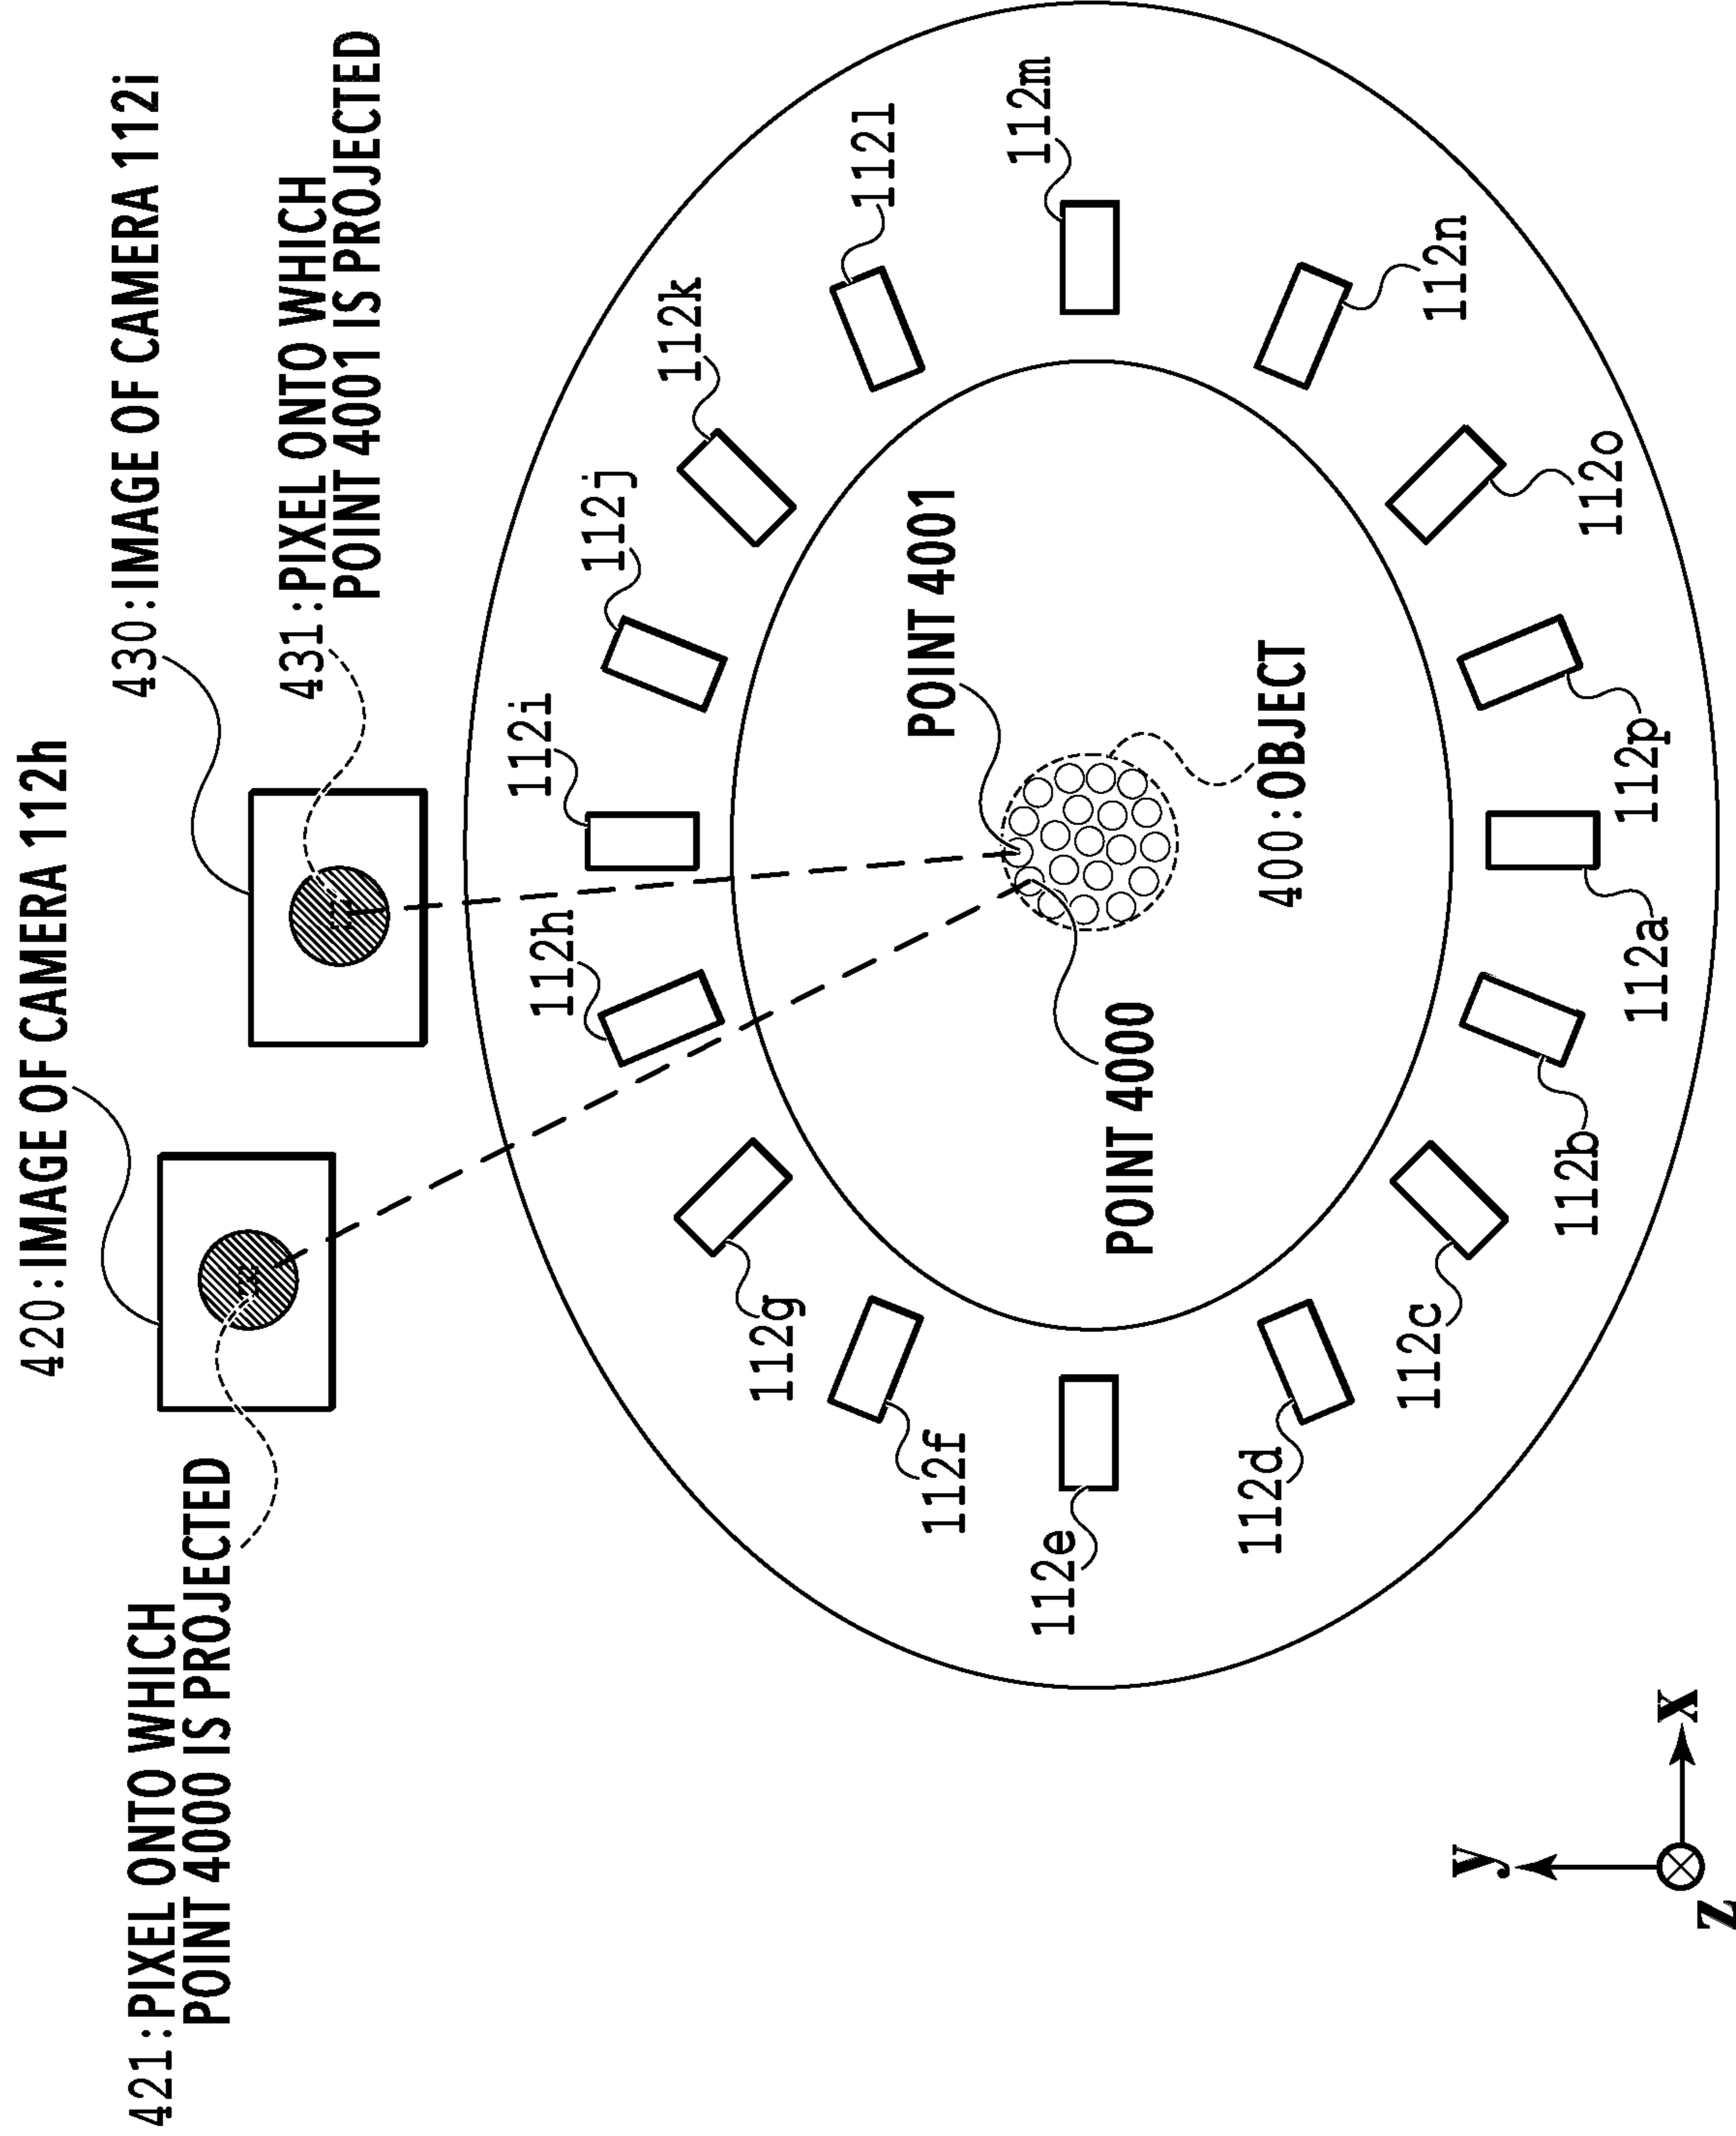 420:IMAGE OF CAMERA 112h
430:IMAGE OF CAMERA 112i
421:PIXEL ONTO WHICH
POINT 4000 IS PROJECTED
431:PIXEL ONTO WHICH
POINT 4001 IS PROJECTED
112h
112i
112j
112k
112g
112l
112f
POINT 4001
112m
112e
POINT 4000
400:OBJECT
112d
112n
112c
112o
112b
112a
112p
y
x
z